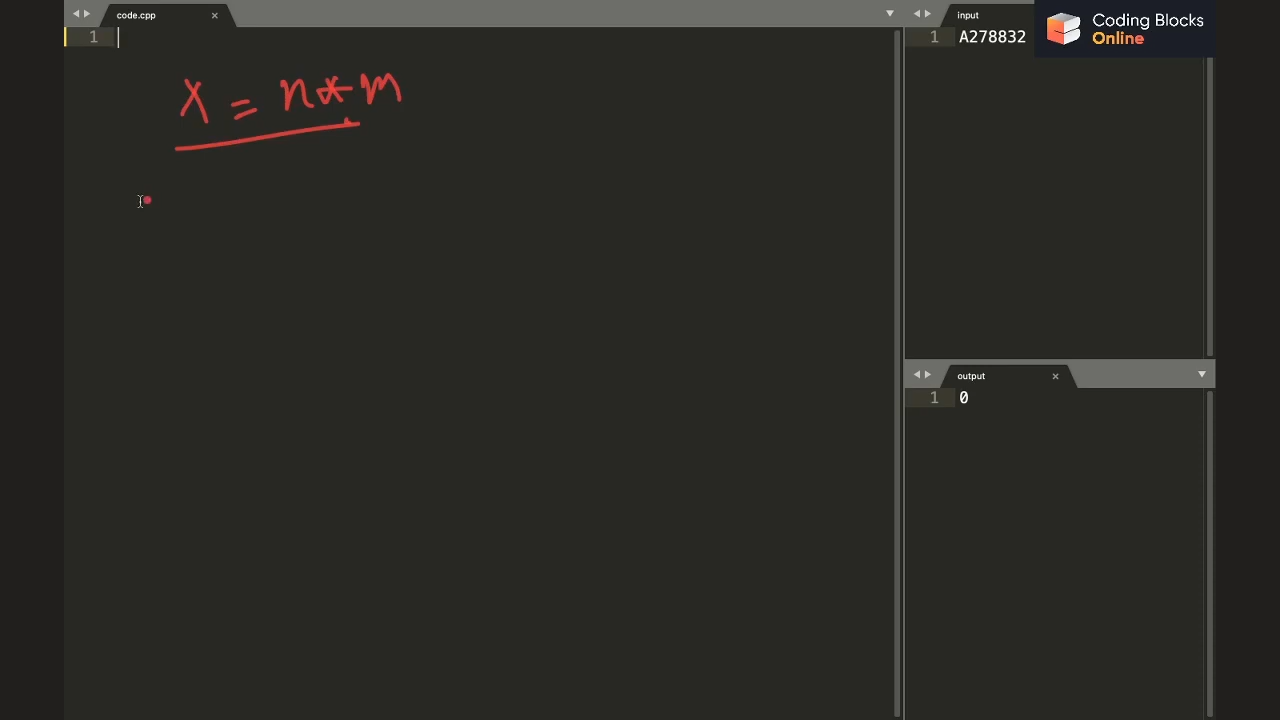 code.cpp
input
Coding Blocks
Online
1
1 A278832
X = n * m
output
1 0